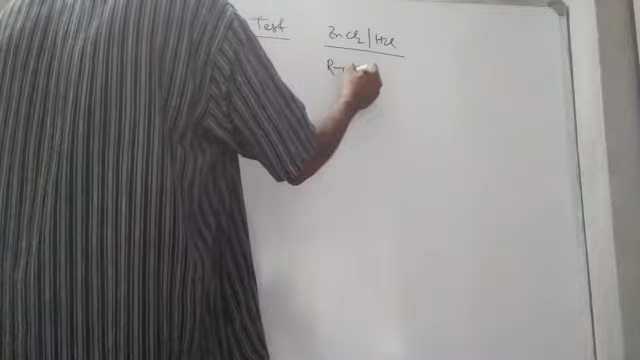 Test ZnCl2 | HCl
R–